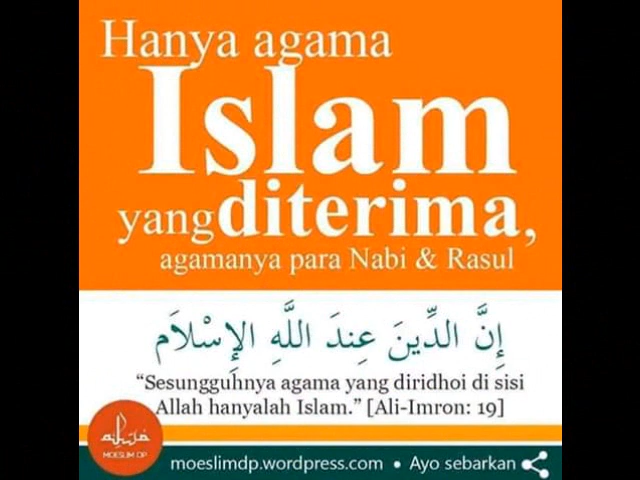 Hanya agama
Islam
yang diterima,
agamanya para Nabi & Rasul
إِنَّ الدِّينَ عِندَ اللَّهِ الإِسْلَام
“Sesungguhnya agama yang diridhoi di sisi
Allah hanyalah Islam.” [Ali-Imron: 19]
MOESLIM DP
moeslimdp.wordpress.com • Ayo sebarkan